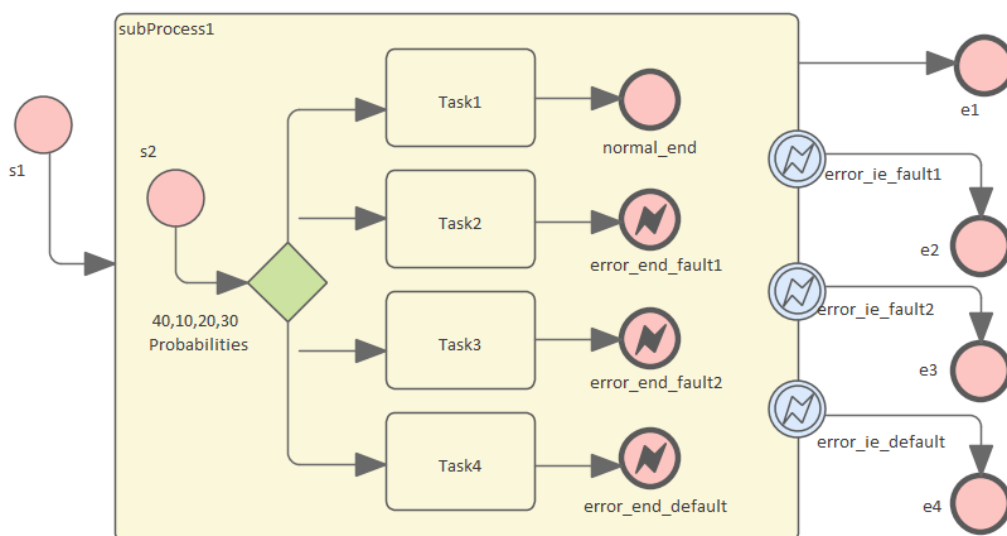 subProcess1
Task1
normal_end
e1
s1
s2
error_ie_fault1
Task2
error_end_fault1
e2
40,10,20,30
Probabilities
error_ie_fault2
Task3
error_end_fault2
e3
error_ie_default
Task4
error_end_default
e4